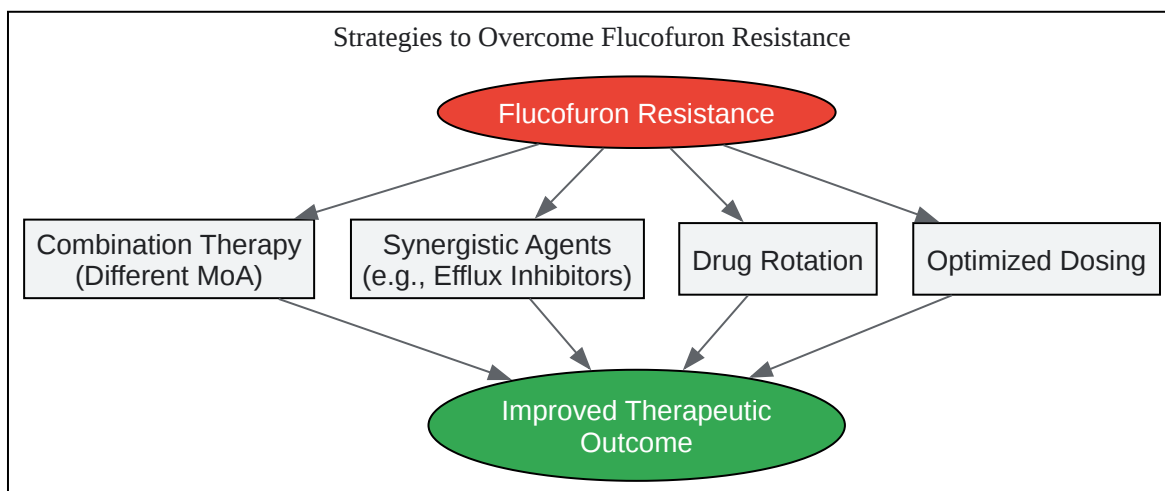 Strategies to Overcome Flucofuron Resistance
Flucofuron Resistance
Combination Therapy
(Different MoA)
Synergistic Agents
(e.g., Efflux Inhibitors)
Drug Rotation
Optimized Dosing
Improved Therapeutic
Outcome